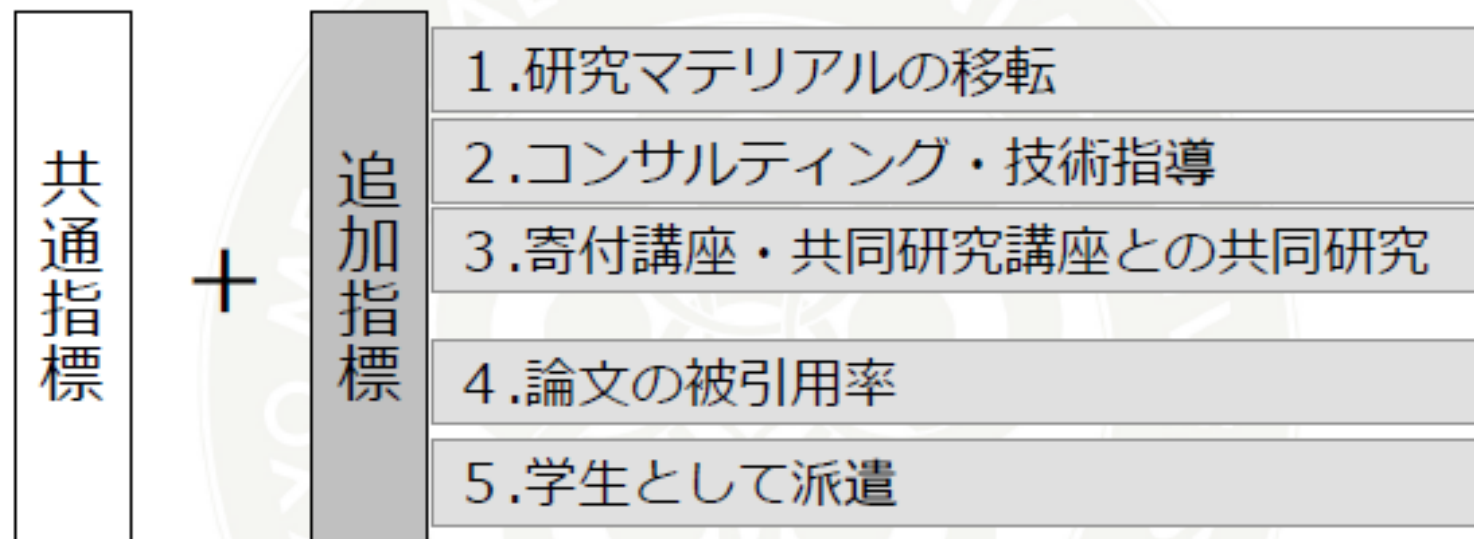 共通指標
＋
追加指標
１.研究マテリアルの移転
２.コンサルティング・技術指導
３.寄付講座・共同研究講座との共同研究
４.論文の被引用率
５.学生として派遣